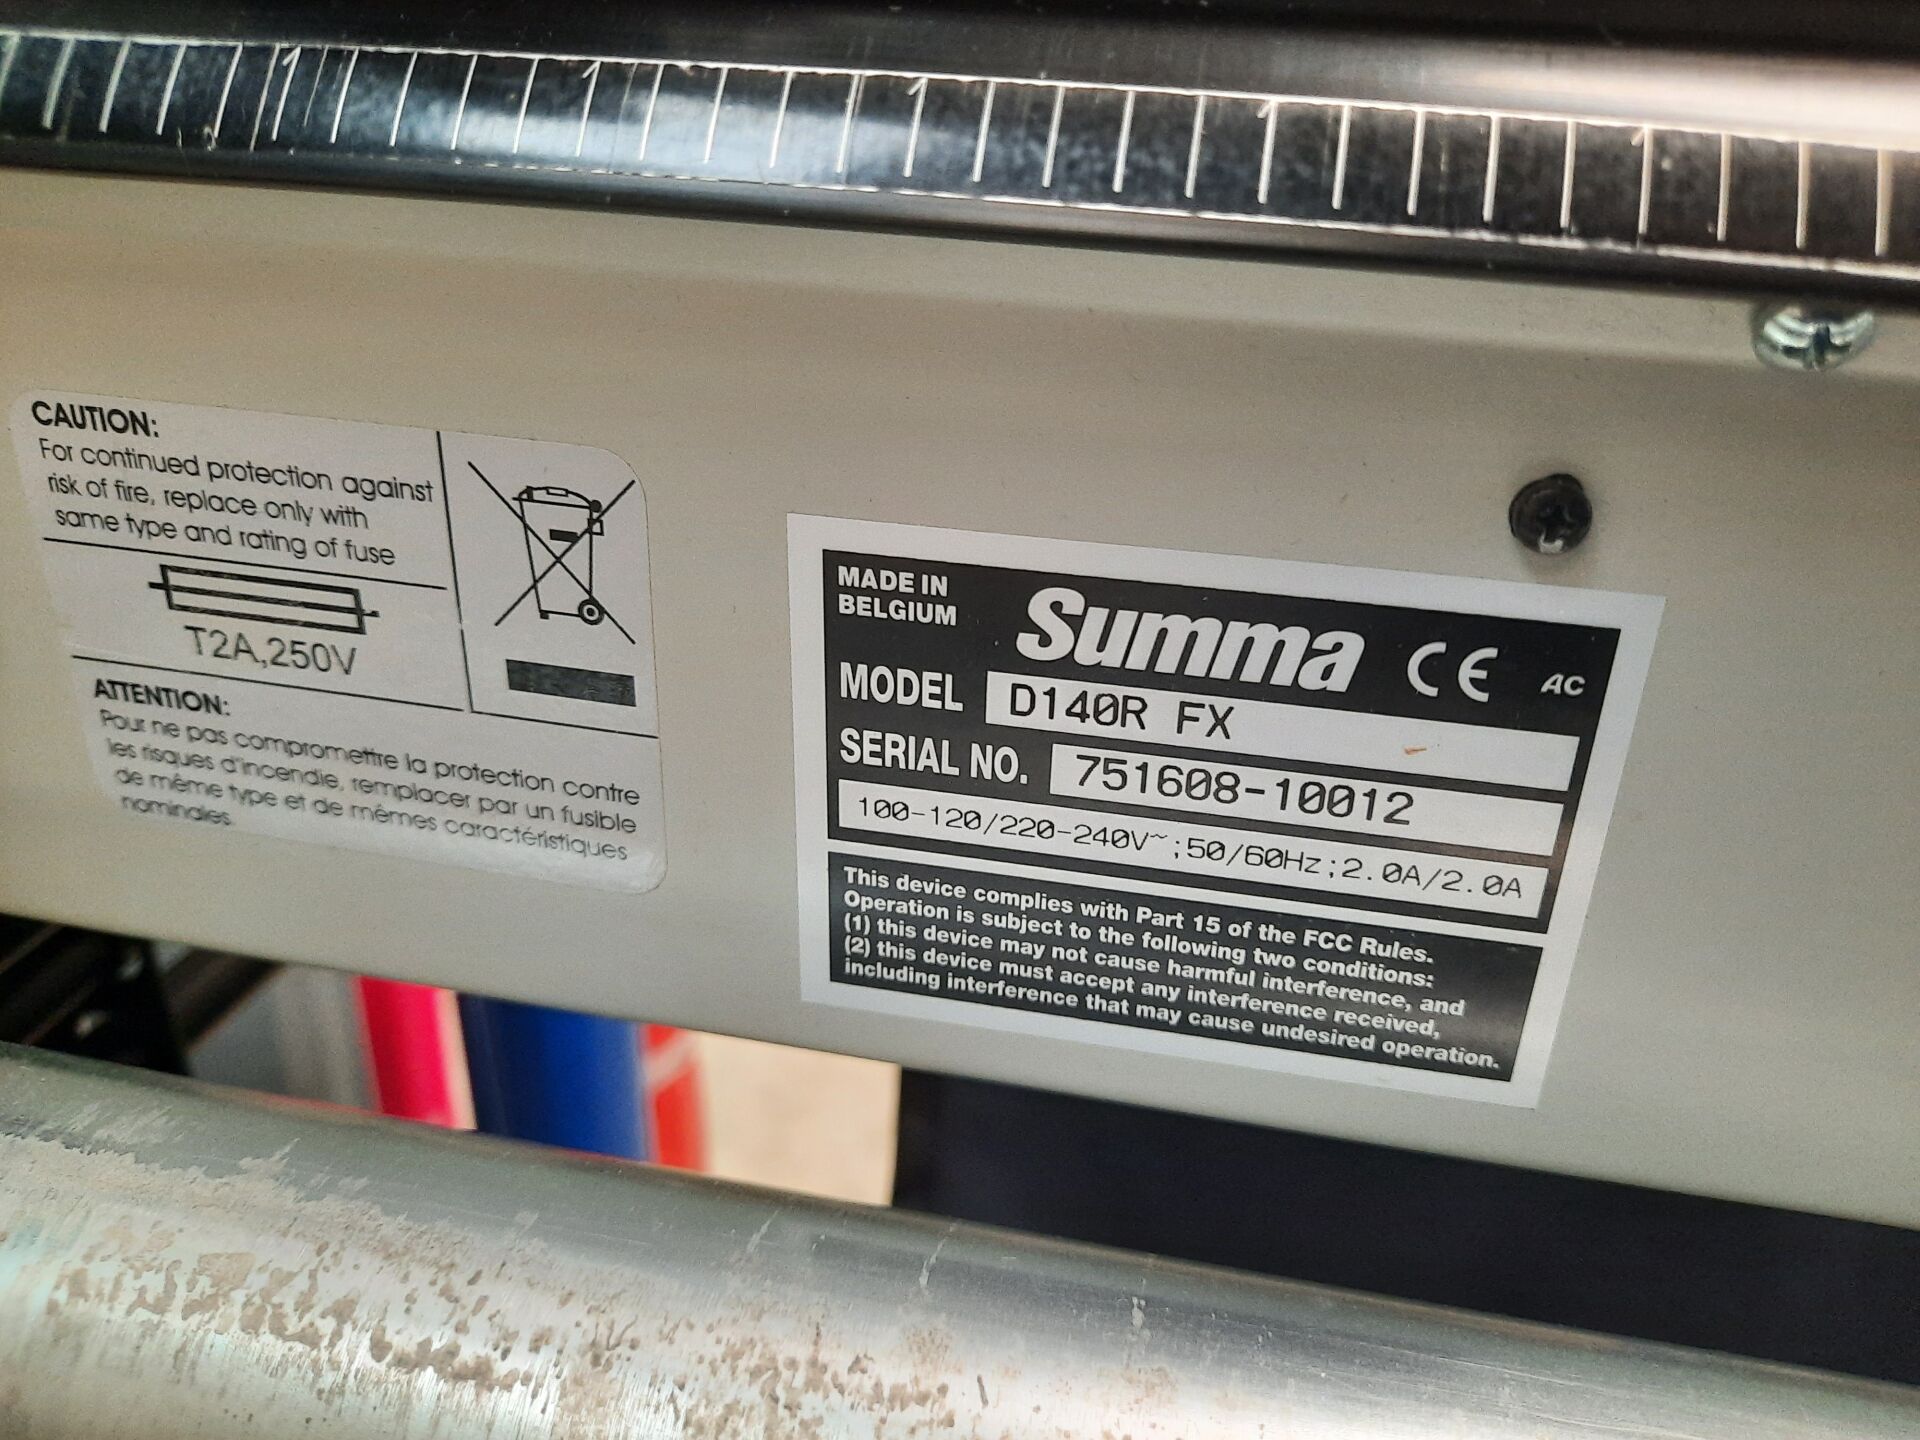 CAUTION:
For continued protection against
risk of fire, replace only with
same type and rating of fuse
T2A,250V
ATTENTION:
Pour ne pas compromettre la protection contre
les risques d'incendie, remplacer par un fusible
de même type et de mêmes caractéristiques
nominales.
MADE IN
BELGIUM
Summa CE AC
MODEL D140R FX
SERIAL NO. 751608-10012
100-120/220-240V~;50/60Hz;2.0A/2.0A
This device complies with Part 15 of the FCC Rules.
Operation is subject to the following two conditions:
(1) this device may not cause harmful interference, and
(2) this device must accept any interference received,
including interference that may cause undesired operation.